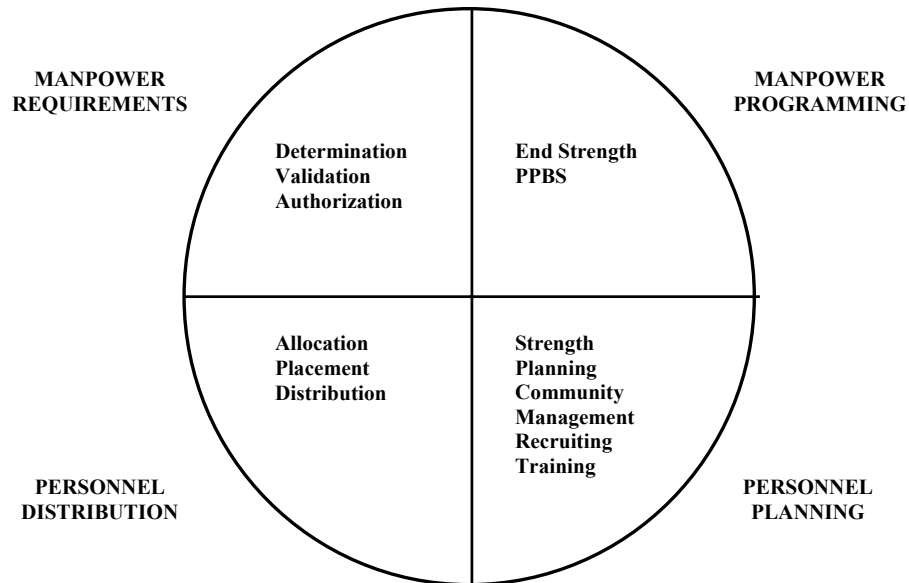 MANPOWER
REQUIREMENTS
MANPOWER
PROGRAMMING
Determination
Validation
Authorization
End Strength
PPBS
Allocation
Placement
Distribution
Strength
Planning
Community
Management
Recruiting
Training
PERSONNEL
DISTRIBUTION
PERSONNEL
PLANNING